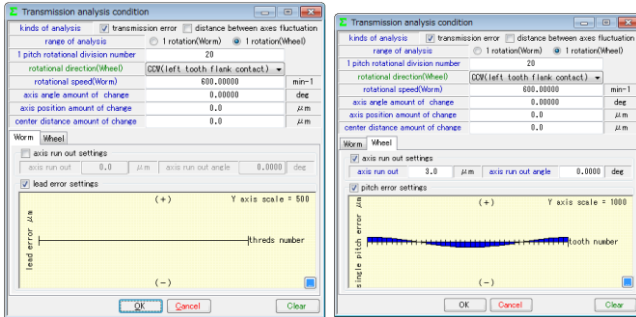 Transmission analysis condition
kinds of analysis transmission error distance between axes fluctuation
range of analysis 1 rotation(Worm) 1 rotation(Wheel)
1 pitch rotational division number 20
rotational direction(Wheel) CCW(left tooth flank contact)
rotational speed(Worm) 600.00000 min-1
axis angle amount of change 0.00000 deg
axis position amount of change 0.0 μm
center distance amount of change 0.0 μm
Worm Wheel
axis run out settings
axis run out 0.0 μm axis run out angle 0.0000 deg
lead error settings
(+) Y axis scale = 500
lead error μm
threds number
(-)
OK Cancel Clear
Transmission analysis condition
kinds of analysis transmission error distance between axes fluctuation
range of analysis 1 rotation(Worm) 1 rotation(Wheel)
1 pitch rotational division number 20
rotational direction(Wheel) CCW(left tooth flank contact)
rotational speed(Worm) 600.00000 min-1
axis angle amount of change 0.00000 deg
axis position amount of change 0.0 μm
center distance amount of change 0.0 μm
Worm Wheel
axis run out settings
axis run out 3.0 μm axis run out angle 0.0000 deg
pitch error settings
(+) Y axis scale = 1000
single pitch error μm
tooth number
(-)
OK Cancel Clear